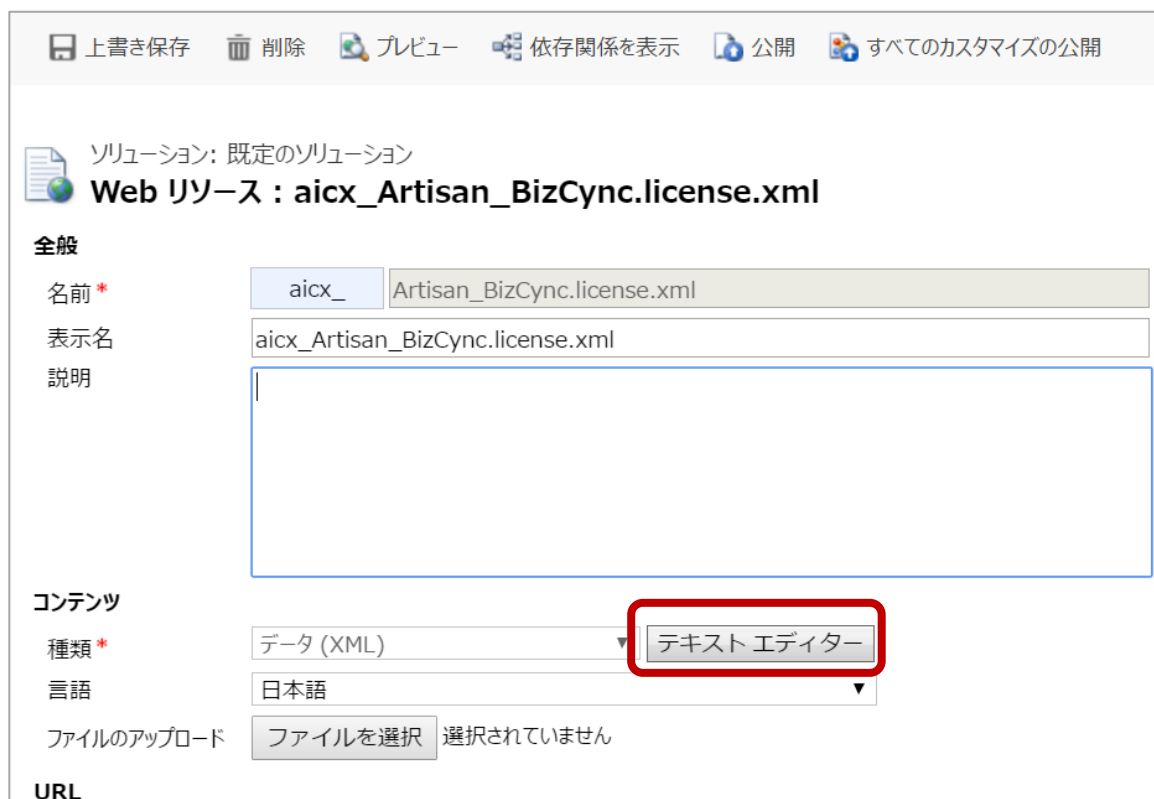 上書き保存 削除 プレビュー 依存関係を表示 公開 すべてのカスタマイズの公開
ソリューション: 既定のソリューション
Web リソース : aicx_Artisan_BizCync.license.xml
全般
名前* aicx_ Artisan_BizCync.license.xml
表示名 aicx_Artisan_BizCync.license.xml
説明
コンテンツ
種類* データ (XML) ▼ テキスト エディター
言語 日本語 ▼
ファイルのアップロード ファイルを選択 選択されていません
URL